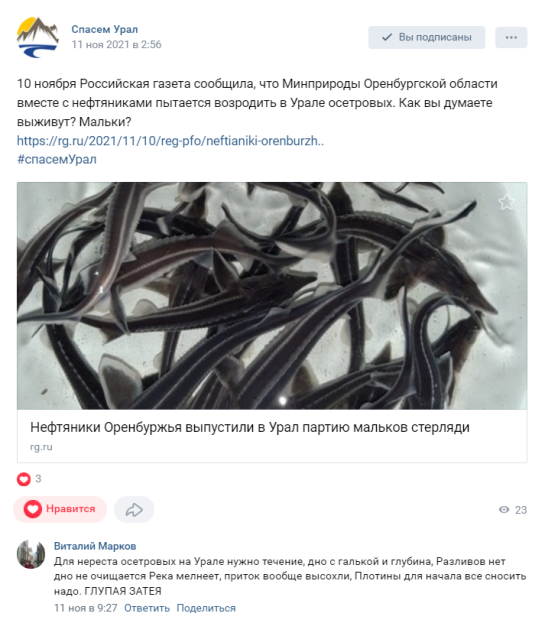 Спасем Урал
11 ноя 2021 в 2:56
Вы подписаны
10 ноября Российская газета сообщила, что Минприроды Оренбургской области
вместе с нефтяниками пытается возродить в Урале осетровых. Как вы думаете
выживут? Мальки?
https://rg.ru/2021/11/10/reg-pfo/neftianiki-orenburzh..
#спасемУрал
Нефтяники Оренбуржья выпустили в Урал партию мальков стерляди
rg.ru
3
Нравится
23
Виталий Марков
Для нереста осетровых на Урале нужно течение, дно с галькой и глубина, Разливов нет
дно не очищается Река мелнеет, приток вообще высохли, Плотины для начала все сносить
надо. ГЛУПАЯ ЗАТЕЯ
11 ноя в 9:27 Ответить Поделиться